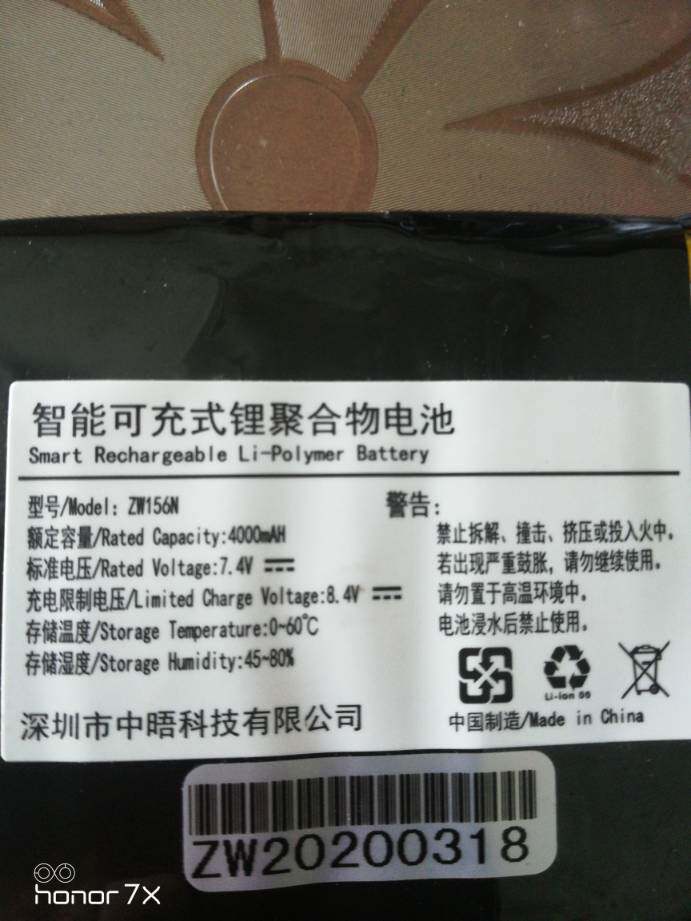 智能可充式锂聚合物电池
Smart Rechargeable Li-Polymer Battery
型号/Model: ZW156N
额定容量/Rated Capacity:4000mAH
标准电压/Rated Voltage:7.4V
充电限制电压/Limited Charge Voltage:8.4V
存储温度/Storage Temperature:0~60℃
存储湿度/Storage Humidity:45~80%
警告:
禁止拆解、撞击、挤压或投入火中。
若出现严重鼓胀，请勿继续使用。
请勿置于高温环境中。
电池浸水后禁止使用。
Li-ion 00
深圳市中晤科技有限公司
中国制造/Made in China
ZW20200318
honor 7X